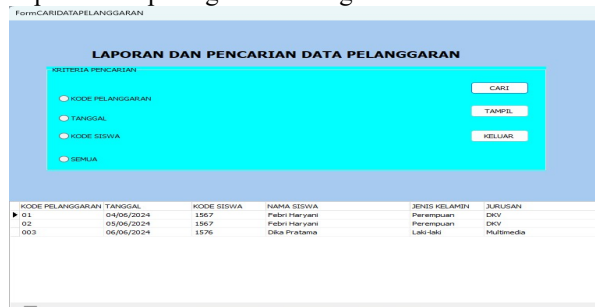 FormCARIDATAPELANGGARAN
LAPORAN DAN PENCARIAN DATA PELANGGARAN
KRITERIA PENCARIAN
CARI
KODE PELANGGARAN
TAMPIL
TANGGAL
KODE SISWA
KELUAR
SEMUA
KODE PELANGGARAN TANGGAL KODE SISWA NAMA SISWA JENIS KELAMIN JURUSAN
01 04/06/2024 1567 Febri Haryani Perempuan DKV
02 05/06/2024 1567 Febri Haryani Perempuan DKV
003 06/06/2024 1576 Dika Pratama Laki-laki Multimedia